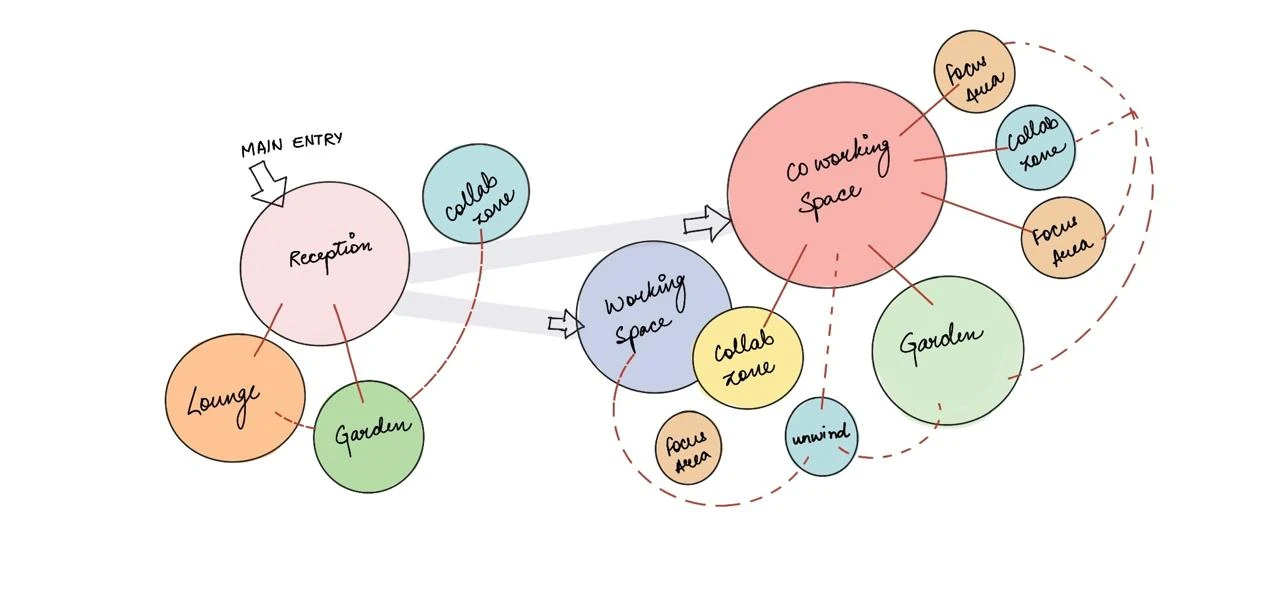 MAIN ENTRY
Reception
Lounge
Garden
Collab
zone
Working
Space
Collab
zone
Focus
Area
unwind
Co working
Space
Garden
Focus
Area
Collab
zone
Focus
Area